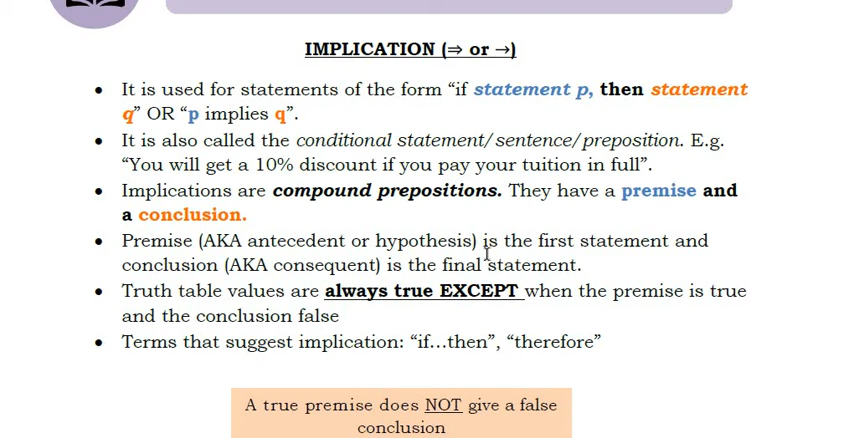 IMPLICATION (⇒ or →)
• It is used for statements of the form “if statement p, then statement
q” OR “p implies q”.
• It is also called the conditional statement/sentence/preposition. E.g.
“You will get a 10% discount if you pay your tuition in full”.
• Implications are compound prepositions. They have a premise and
a conclusion.
• Premise (AKA antecedent or hypothesis) is the first statement and
conclusion (AKA consequent) is the final statement.
• Truth table values are always true EXCEPT when the premise is true
and the conclusion false
• Terms that suggest implication: “if…then”, “therefore”
A true premise does NOT give a false
conclusion